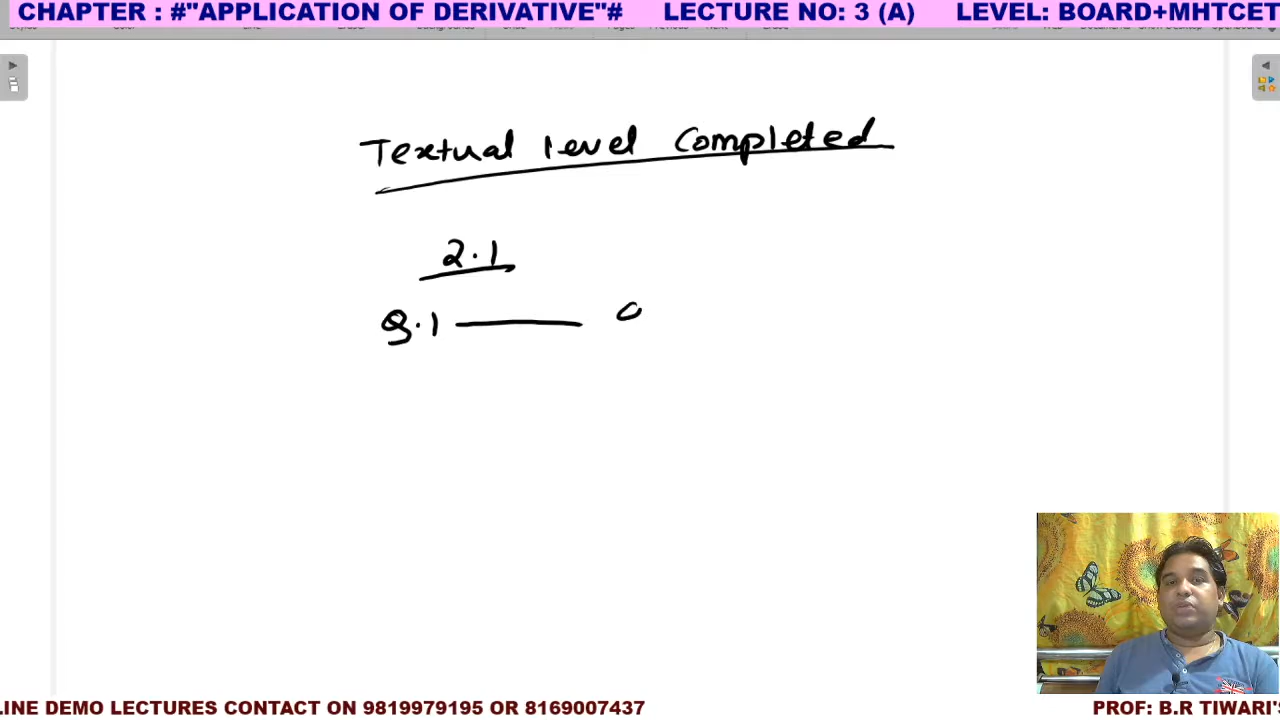 CHAPTER : #"APPLICATION OF DERIVATIVE"# LECTURE NO: 3 (A) LEVEL: BOARD+MHTCET
Textual level Completed
2.1
Q.1
LINE DEMO LECTURES CONTACT ON 9819979195 OR 8169007437 PROF: B.R TIWARI'S